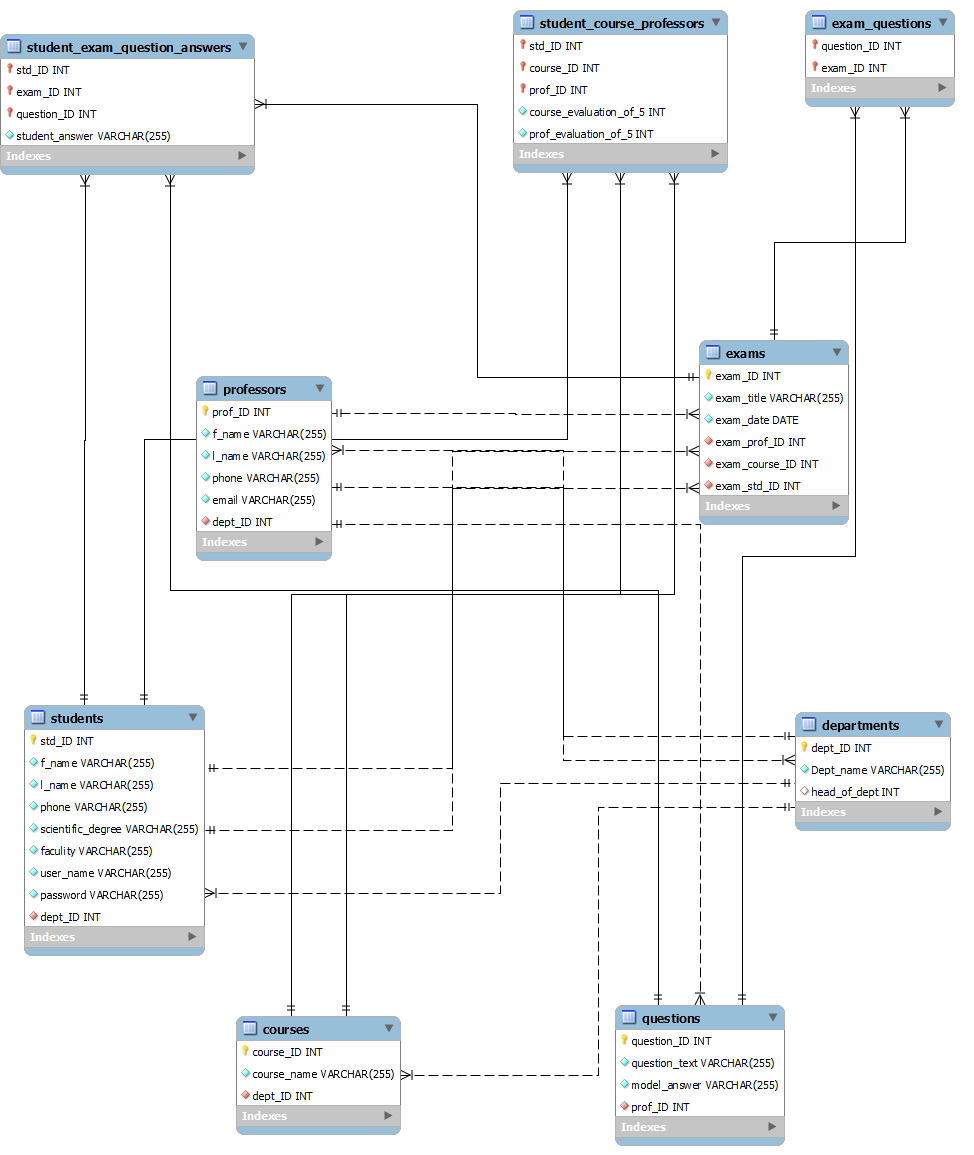 student_exam_question_answers
std_ID INT
exam_ID INT
question_ID INT
student_answer VARCHAR(255)
Indexes
student_course_professors
std_ID INT
course_ID INT
prof_ID INT
course_evaluation_of_5 INT
prof_evaluation_of_5 INT
Indexes
exam_questions
question_ID INT
exam_ID INT
Indexes
exams
exam_ID INT
exam_title VARCHAR(255)
exam_date DATE
exam_prof_ID INT
exam_course_ID INT
exam_std_ID INT
Indexes
professors
prof_ID INT
f_name VARCHAR(255)
l_name VARCHAR(255)
phone VARCHAR(255)
email VARCHAR(255)
dept_ID INT
Indexes
students
std_ID INT
f_name VARCHAR(255)
l_name VARCHAR(255)
phone VARCHAR(255)
scientific_degree VARCHAR(255)
faculity VARCHAR(255)
user_name VARCHAR(255)
password VARCHAR(255)
dept_ID INT
Indexes
departments
dept_ID INT
Dept_name VARCHAR(255)
head_of_dept INT
Indexes
courses
course_ID INT
course_name VARCHAR(255)
dept_ID INT
Indexes
questions
question_ID INT
question_text VARCHAR(255)
model_answer VARCHAR(255)
prof_ID INT
Indexes